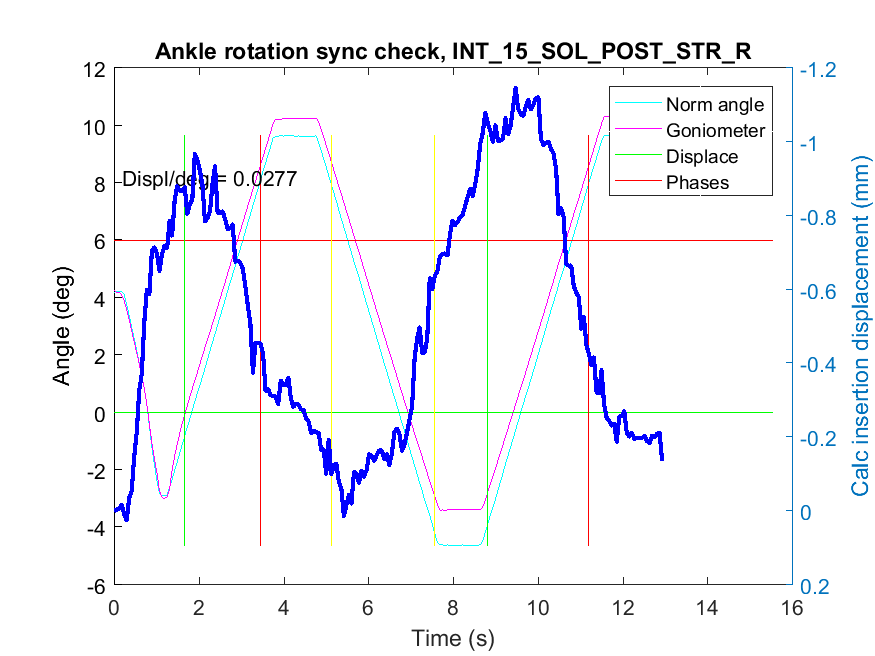 Ankle rotation sync check, INT_15_SOL_POST_STR_R
12
10
8
6
4
2
0
-2
-4
-6
Angle (deg)
Displ/deg = 0.0277
Norm angle
Goniometer
Displace
Phases
-1.2
-1
-0.8
-0.6
-0.4
-0.2
0
0.2
Calc insertion displacement (mm)
0 2 4 6 8 10 12 14 16
Time (s)